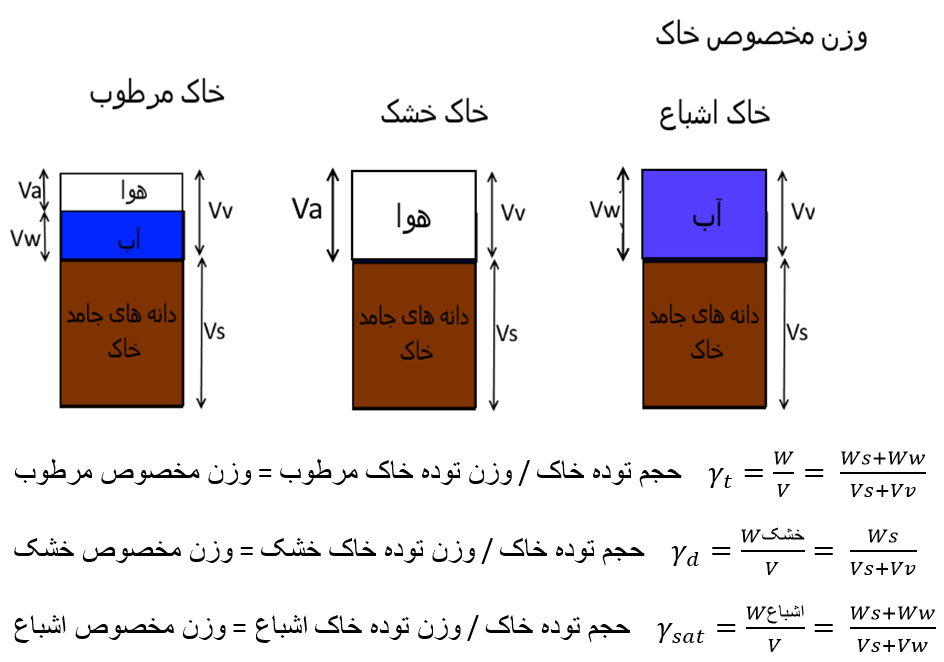 وزن مخصوص خاک
خاک اشباع
خاک خشک
خاک مرطوب
Vw
آب
Vv
دانه های جامد
خاک
Vs
Va
هوا
Vv
دانه های جامد
خاک
Vs
Va
هوا
Vv
Vw
آب
دانه های جامد
خاک
Vs
وزن مخصوص مرطوب = وزن توده خاک مرطوب / حجم توده خاک γt = W/V = Ws+Ww/Vs+Vv
وزن مخصوص خشک = وزن توده خاک خشک / حجم توده خاک γd = Wخشک/V = Ws/Vs+Vv
وزن مخصوص اشباع = وزن توده خاک اشباع / حجم توده خاک γsat = Wاشباع/V = Ws+Ww/Vs+Vw